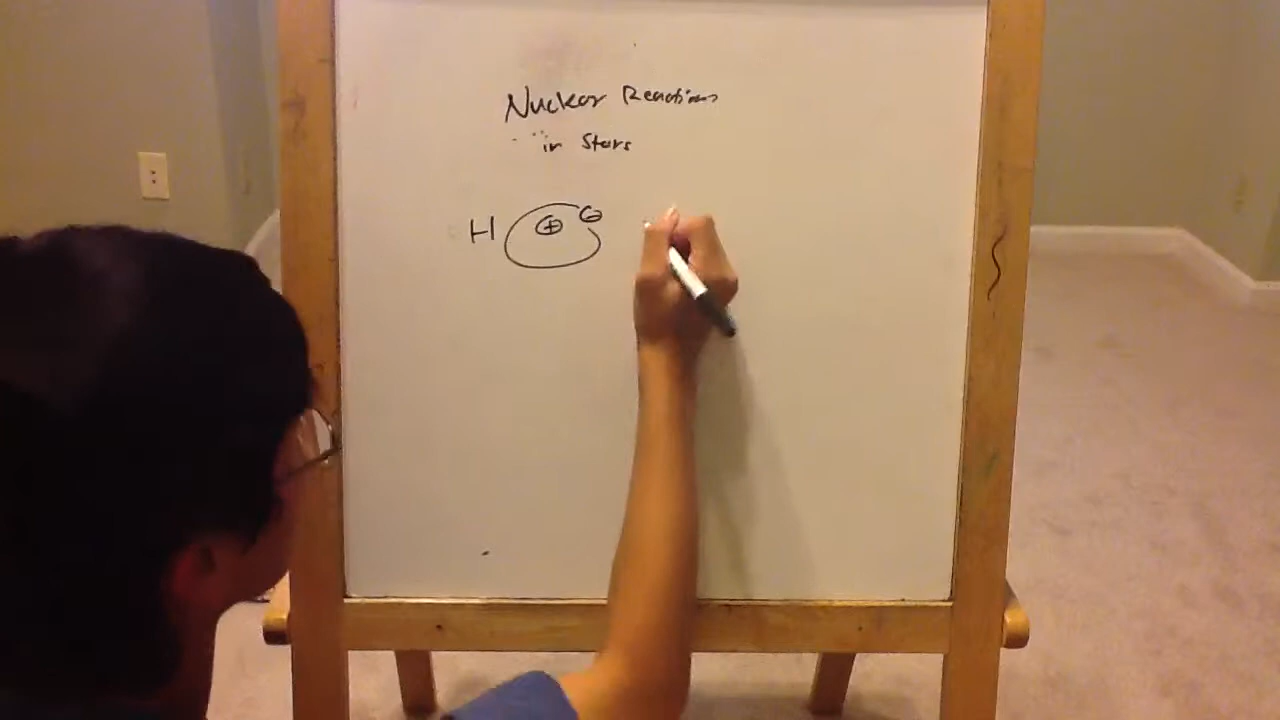 Nuclear Reactions
in Stars
H ⊕ ⊖